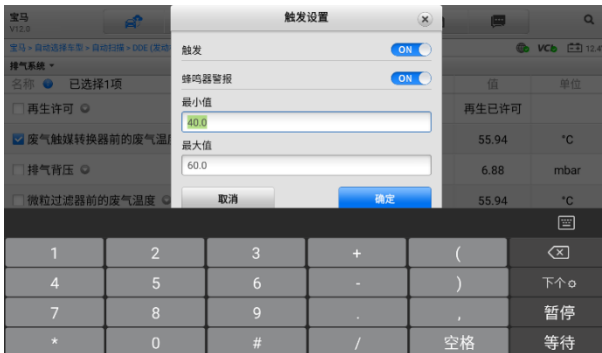 宝马
V12.0
触发设置
宝马 > 自动选择车型 > 自动扫描 > DDE (发动
VCI
12.4
排气系统
触发 ON
名称 已选择1项 值 单位
蜂鸣器警报 ON
再生许可 再生已许可
最小值
40.0
废气触媒转换器前的废气温 55.94 °C
最大值
60.0
排气背压 6.88 mbar
微粒过滤器前的废气温度 55.94 °C
取消 确定
1 2 3 + (
4 5 6 - ) 下个
7 8 9 . , 暂停
* 0 # / 空格 等待